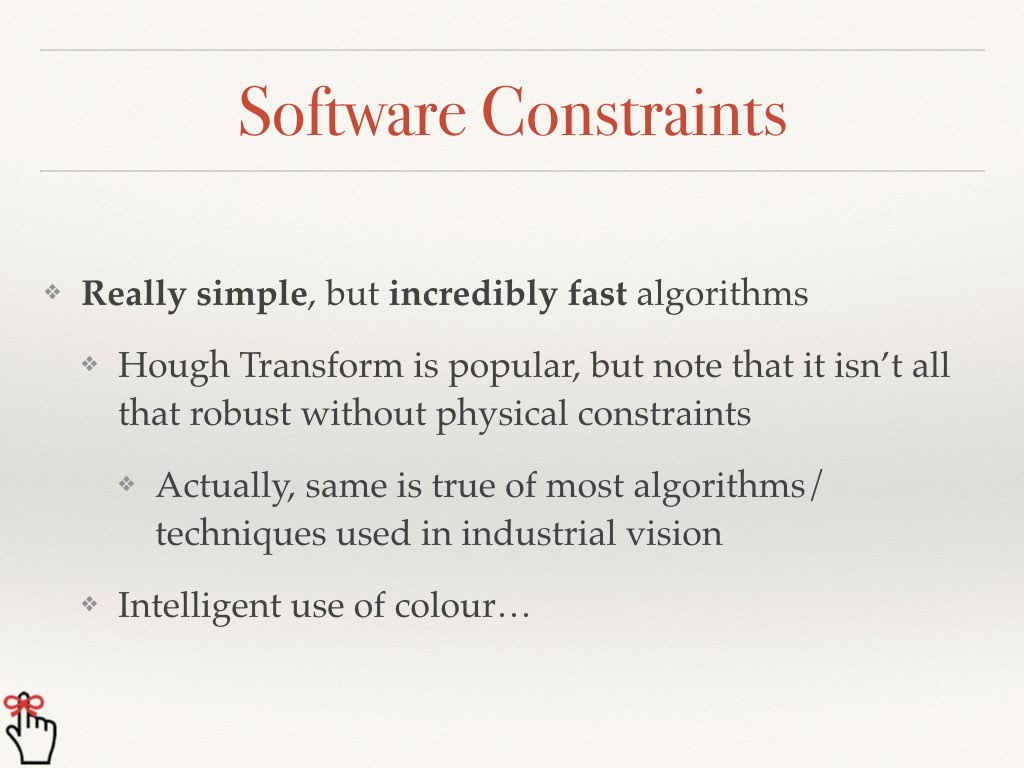 Software Constraints
Really simple, but incredibly fast algorithms
Hough Transform is popular, but note that it isn’t all
that robust without physical constraints
Actually, same is true of most algorithms/
techniques used in industrial vision
Intelligent use of colour…